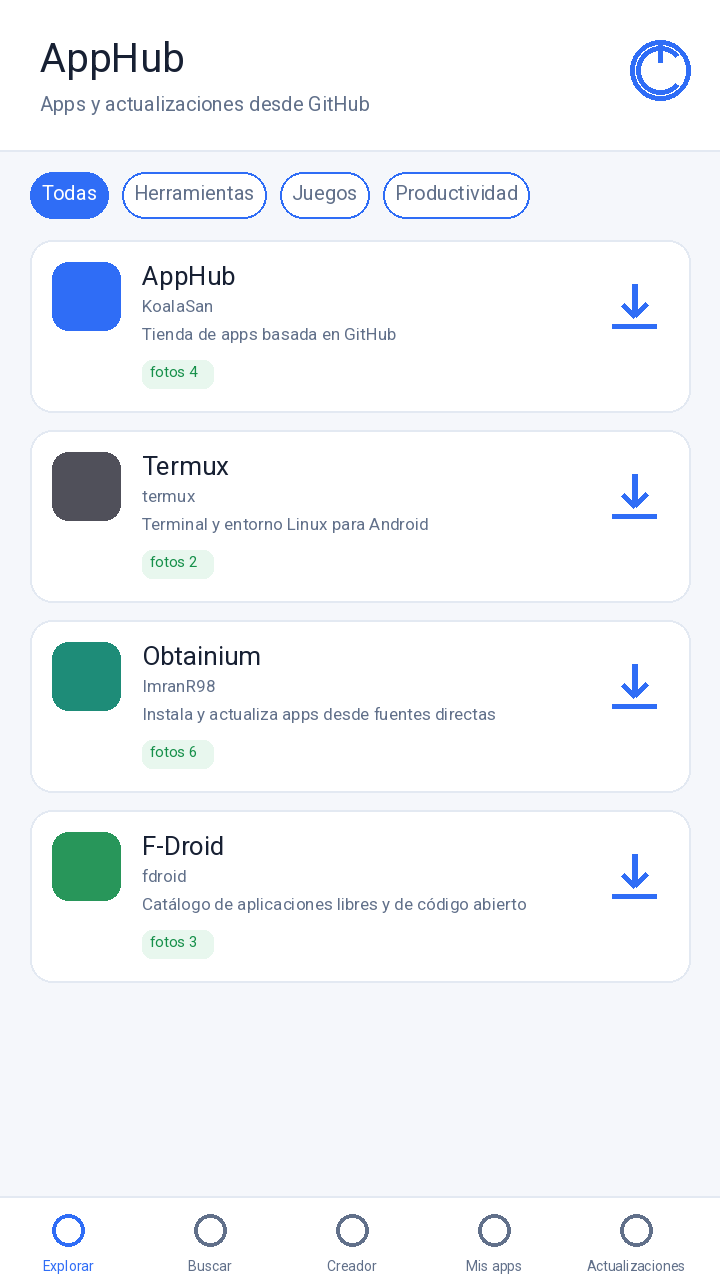 AppHub
Apps y actualizaciones desde GitHub
Todas Herramientas Juegos Productividad
AppHub
KoalaSan
Tienda de apps basada en GitHub
fotos 4
Termux
termux
Terminal y entorno Linux para Android
fotos 2
Obtainium
ImranR98
Instala y actualiza apps desde fuentes directas
fotos 6
F-Droid
fdroid
Catálogo de aplicaciones libres y de código abierto
fotos 3
Explorar Buscar Creador Mis apps Actualizaciones